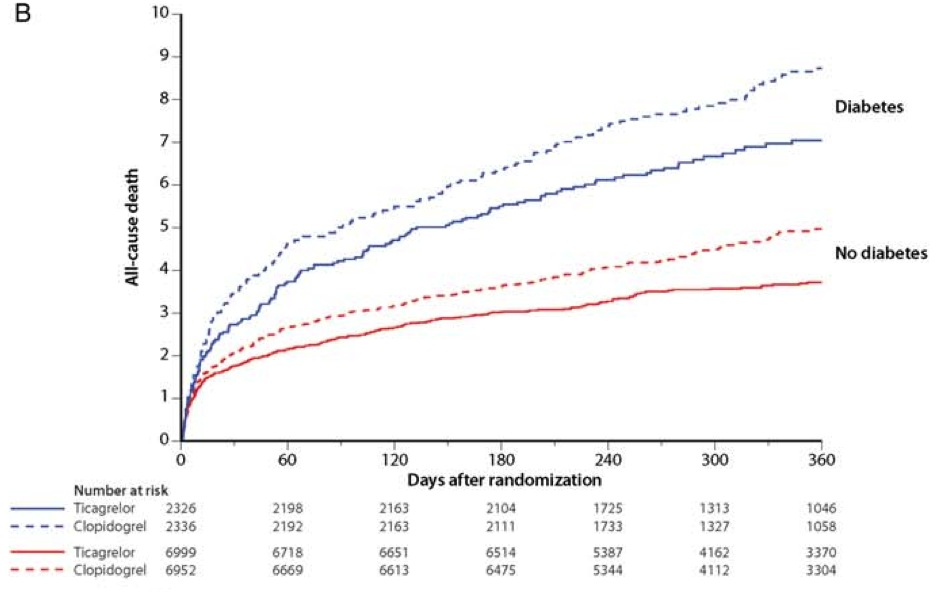 B
10
9
8
7
6
5
4
3
2
1
0
All-cause death
Diabetes
No diabetes
0 60 120 180 240 300 360
Days after randomization
Number at risk
Ticagrelor 2326 2198 2163 2104 1725 1313 1046
Clopidogrel 2336 2192 2163 2111 1733 1327 1058
Ticagrelor 6999 6718 6651 6514 5387 4162 3370
Clopidogrel 6952 6669 6613 6475 5344 4112 3304